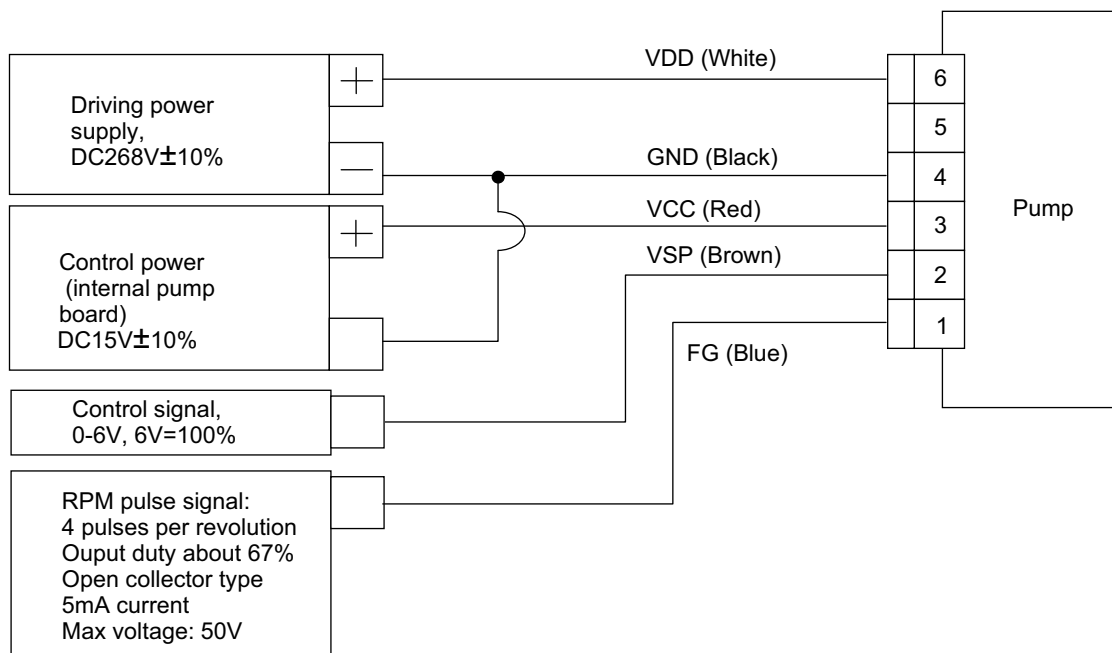 Driving power
supply,
DC268V±10%
+
—
Control power
(internal pump
board)
DC15V±10%
+
Control signal,
0-6V, 6V=100%
RPM pulse signal:
4 pulses per revolution
Ouput duty about 67%
Open collector type
5mA current
Max voltage: 50V
VDD (White)
GND (Black)
VCC (Red)
VSP (Brown)
FG (Blue)
6
5
4
3
2
1
Pump